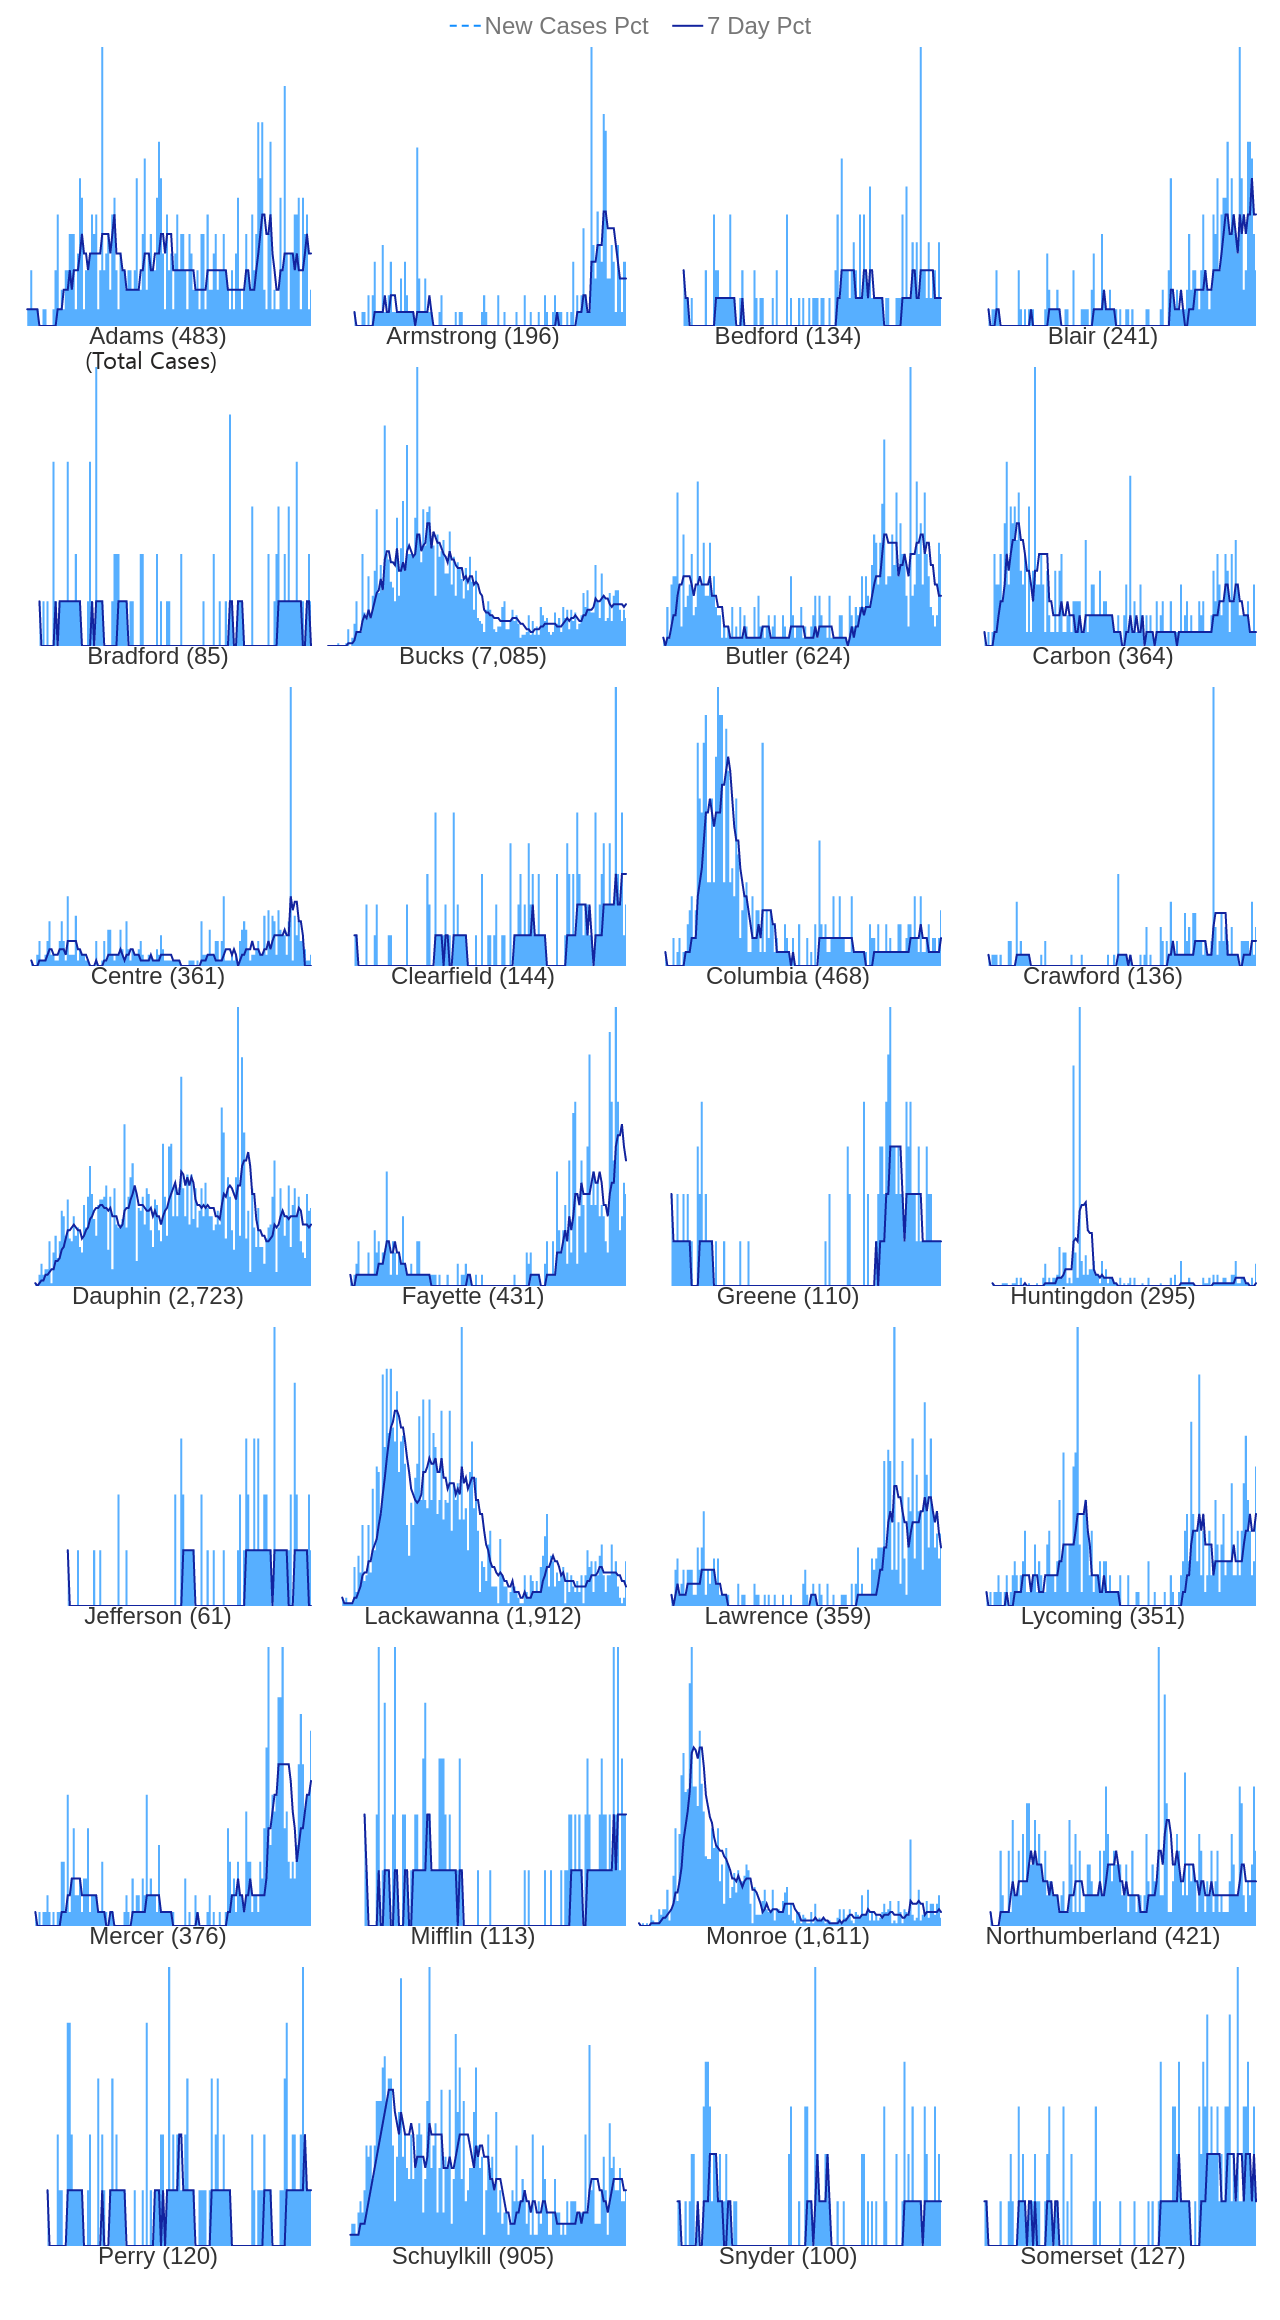 New Cases Pct 7 Day Pct
Adams (483) Armstrong (196) Bedford (134) Blair (241)
(Total Cases)
Bradford (85) Bucks (7,085) Butler (624) Carbon (364)
Centre (361) Clearfield (144) Columbia (468) Crawford (136)
Dauphin (2,723) Fayette (431) Greene (110) Huntingdon (295)
Jefferson (61) Lackawanna (1,912) Lawrence (359) Lycoming (351)
Mercer (376) Mifflin (113) Monroe (1,611) Northumberland (421)
Perry (120) Schuylkill (905) Snyder (100) Somerset (127)